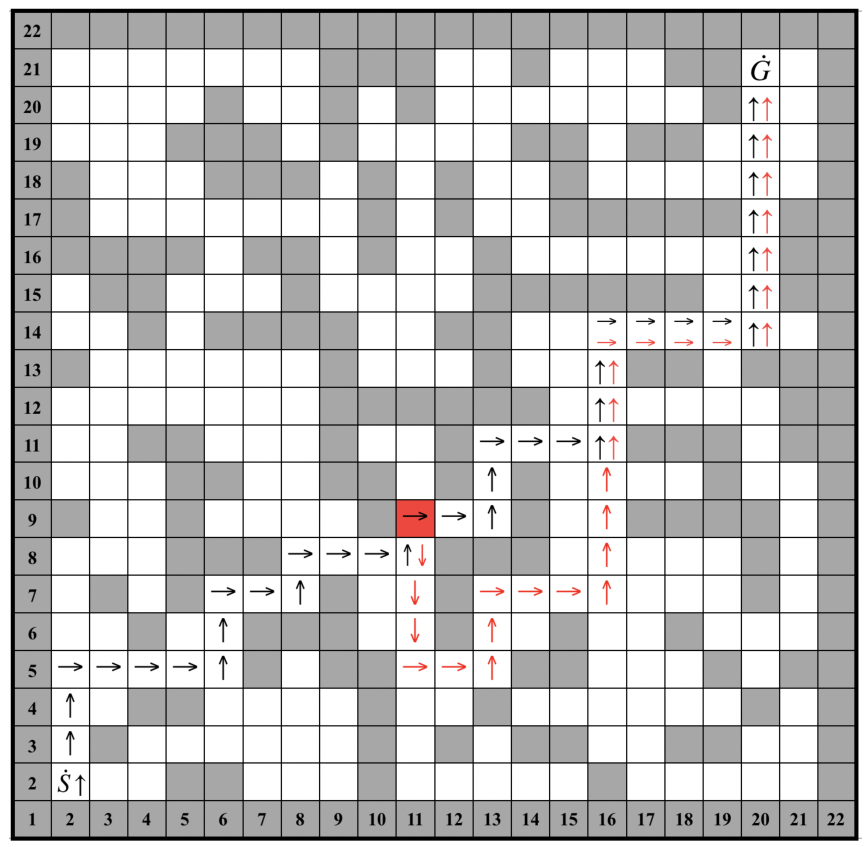 22
21 Ġ
20 ↑↑
19 ↑↑
18 ↑↑
17 ↑↑
16 ↑↑
15 ↑↑
14 → → → → ↑↑
→ → → →
13 ↑↑
12 ↑↑
11 → → → ↑↑
10 ↑ ↑
9 → → ↑ ↑
8 → → → ↑↓ ↑
7 → → ↑ ↓ → → → ↑
6 ↑ ↓ ↑
5 → → → → ↑ → → ↑
4 ↑
3 ↑
2 Ṡ↑
1 2 3 4 5 6 7 8 9 10 11 12 13 14 15 16 17 18 19 20 21 22